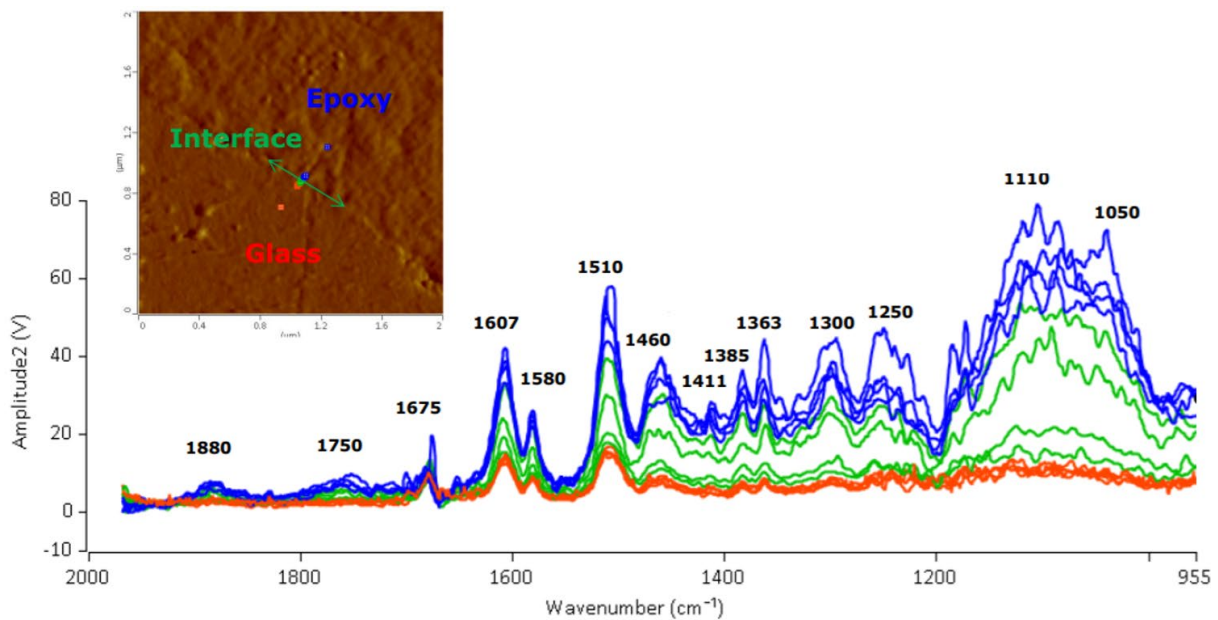 2
1.6
1.2
0.8
0.4
0
(µm)
0 0.4 0.8 1.2 1.6 2
(µm)
Epoxy
Interface
Glass
80
60
40
20
0
-10
Amplitude2 (V)
1880
1750
1675
1607
1580
1510
1460
1411
1385
1363
1300
1250
1110
1050
2000 1800 1600 1400 1200 955
Wavenumber (cm⁻¹)